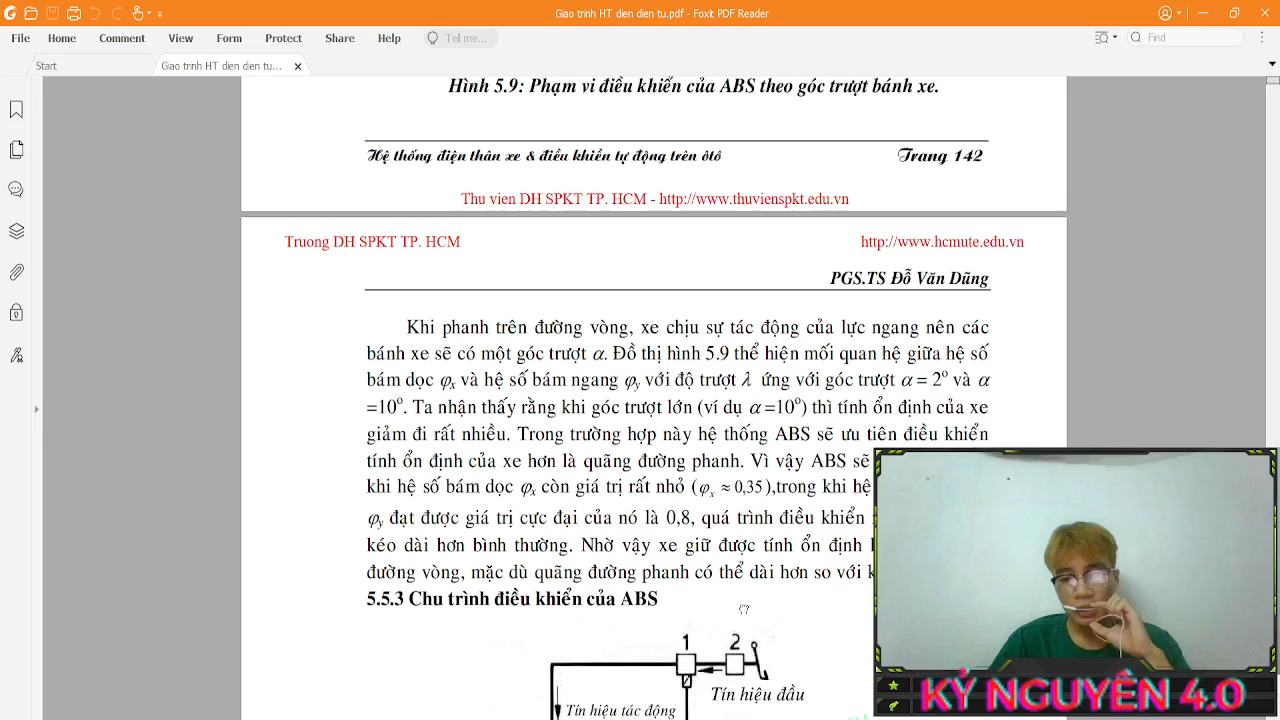 Giao trinh HT dien dien tu.pdf - Foxit PDF Reader
File Home Comment View Form Protect Share Help Tell me... Find
Start Giao trinh HT dien dien tu... ×
Hình 5.9: Phạm vi điều khiển của ABS theo góc trượt bánh xe.
Hệ thống điện thân xe & điều khiển tự động trên ôtô Trang 142
Thu vien DH SPKT TP. HCM - http://www.thuvienspkt.edu.vn
Truong DH SPKT TP. HCM http://www.hcmute.edu.vn
PGS.TS Đỗ Văn Dũng
Khi phanh trên đường vòng, xe chịu sự tác động của lực ngang nên các
bánh xe sẽ có một góc trượt α. Đồ thị hình 5.9 thể hiện mối quan hệ giữa hệ số
bám dọc φx và hệ số bám ngang φy với độ trượt λ ứng với góc trượt α = 2° và α
=10°. Ta nhận thấy rằng khi góc trượt lớn (ví dụ α =10°) thì tính ổn định của xe
giảm đi rất nhiều. Trong trường hợp này hệ thống ABS sẽ ưu tiên điều khiển
tính ổn định của xe hơn là quãng đường phanh. Vì vậy ABS sẽ
khi hệ số bám dọc φx còn giá trị rất nhỏ (φx ≈ 0,35),trong khi hệ
φy đạt được giá trị cực đại của nó là 0,8, quá trình điều khiển
kéo dài hơn bình thường. Nhờ vậy xe giữ được tính ổn định
đường vòng, mặc dù quãng đường phanh có thể dài hơn so với
5.5.3 Chu trình điều khiển của ABS
1 2
Tín hiệu đầu
Tín hiệu tác động
KỶ NGUYÊN 4.0